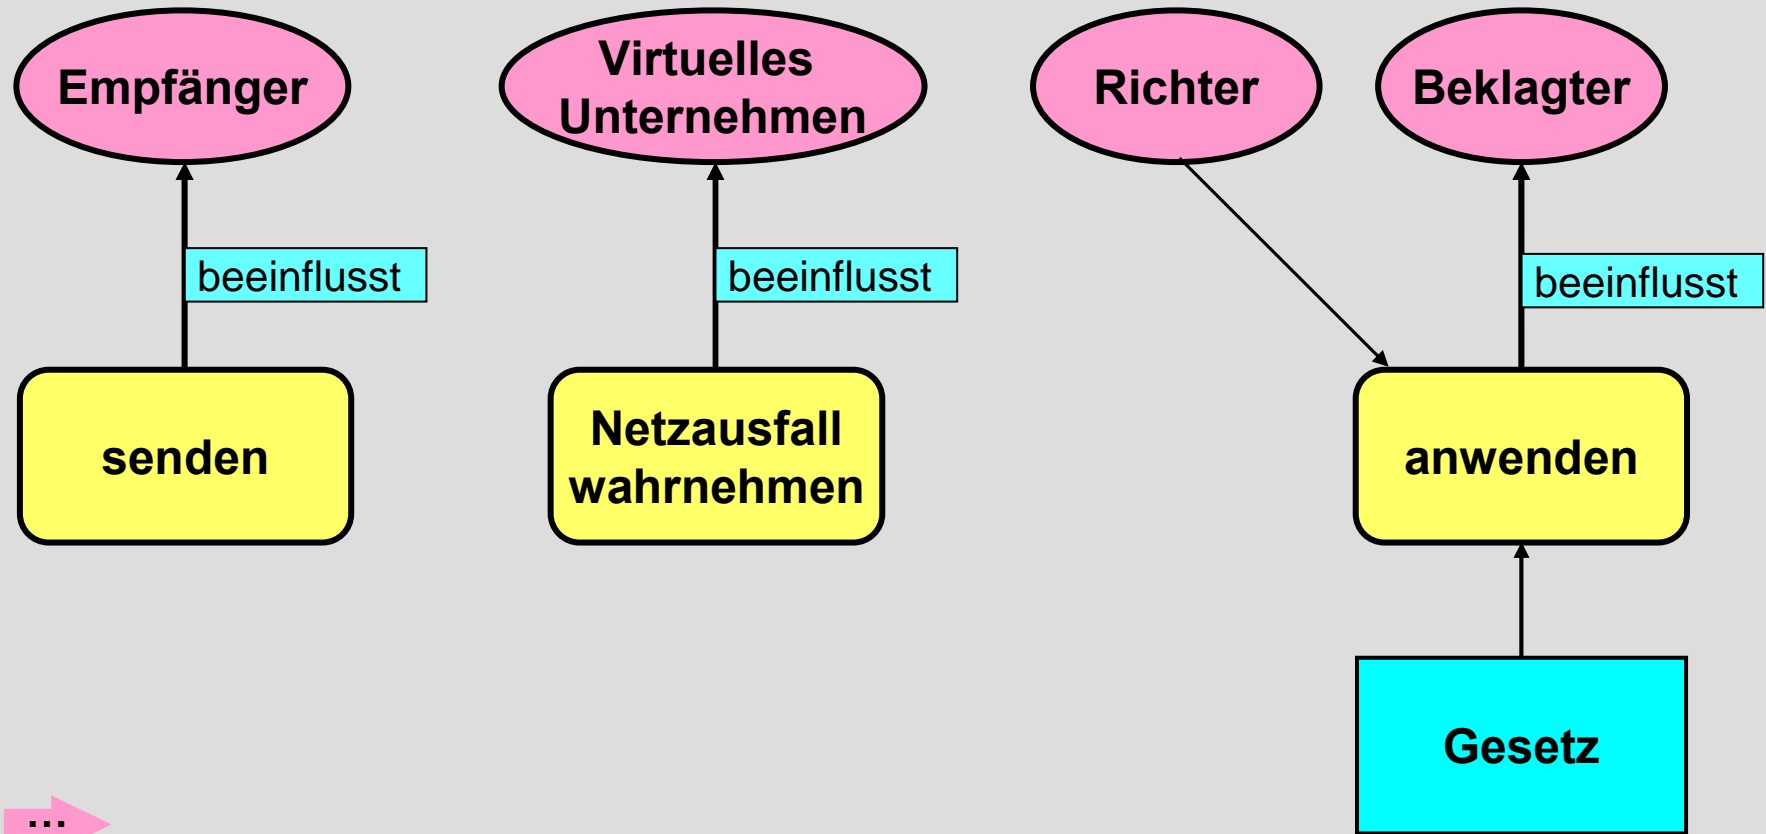 Empfänger
Virtuelles
Unternehmen
Richter
Beklagter
beeinflusst
beeinflusst
beeinflusst
senden
Netzausfall
wahrnehmen
anwenden
Gesetz
...